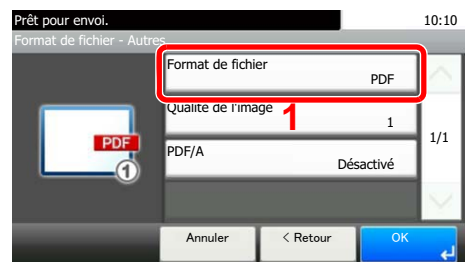 Prêt pour envoi. 10:10
Format de fichier - Autres
Format de fichier
PDF
Qualité de l'image
1
1
1/1
PDF
1
PDF/A
Désactivé
Annuler < Retour OK